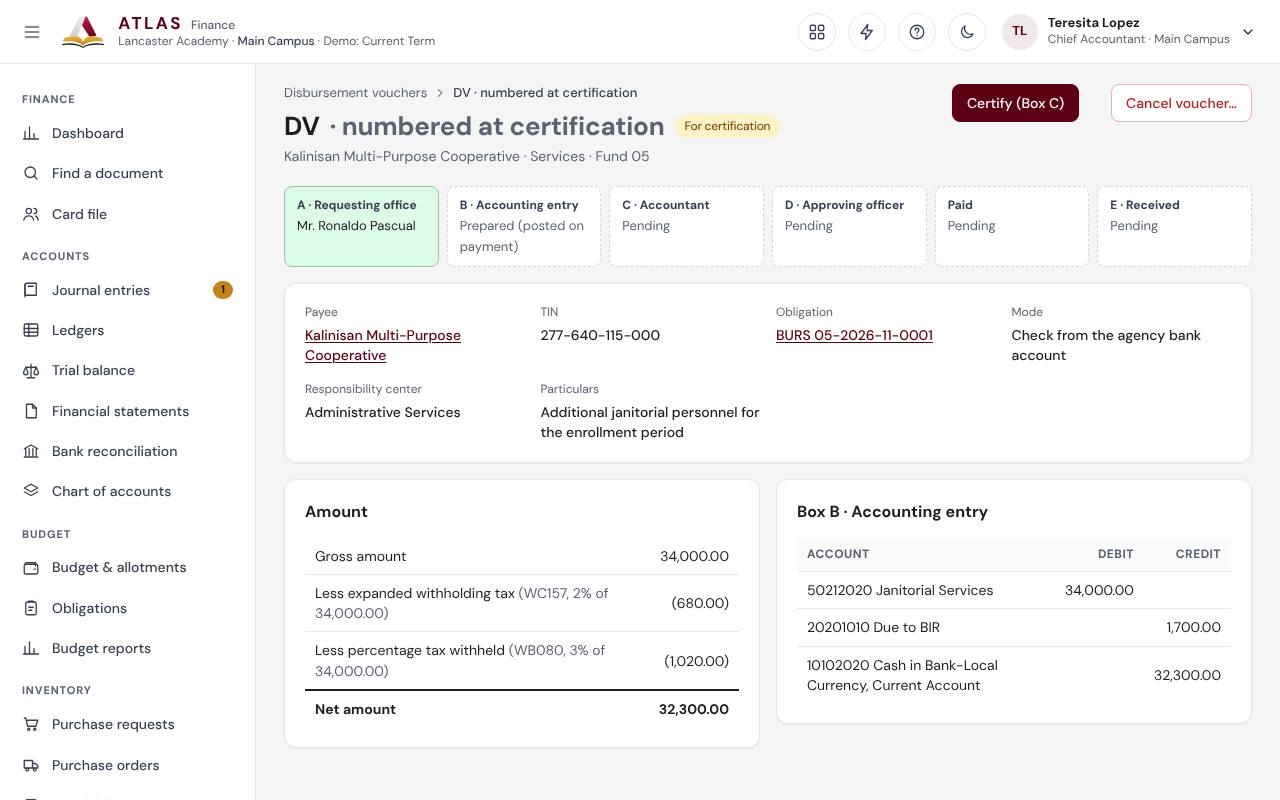 ATLAS Finance
Lancaster Academy · Main Campus · Demo: Current Term
TL
Teresita Lopez
Chief Accountant · Main Campus
FINANCE
Dashboard
Find a document
Card file
ACCOUNTS
Journal entries 1
Ledgers
Trial balance
Financial statements
Bank reconciliation
Chart of accounts
BUDGET
Budget & allotments
Obligations
Budget reports
INVENTORY
Purchase requests
Purchase orders
Disbursement vouchers > DV · numbered at certification
DV · numbered at certification For certification
Kalinisan Multi-Purpose Cooperative · Services · Fund 05
Certify (Box C)
Cancel voucher…
A · Requesting office
Mr. Ronaldo Pascual
B · Accounting entry
Prepared (posted on
payment)
C · Accountant
Pending
D · Approving officer
Pending
Paid
Pending
E · Received
Pending
Payee
Kalinisan Multi-Purpose
Cooperative
TIN
277-640-115-000
Obligation
BURS 05-2026-11-0001
Mode
Check from the agency bank
account
Responsibility center
Administrative Services
Particulars
Additional janitorial personnel for
the enrollment period
Amount
Gross amount 34,000.00
Less expanded withholding tax (WC157, 2% of
34,000.00) (680.00)
Less percentage tax withheld (WB080, 3% of
34,000.00) (1,020.00)
Net amount 32,300.00
Box B · Accounting entry
ACCOUNT DEBIT CREDIT
50212020 Janitorial Services 34,000.00
20201010 Due to BIR 1,700.00
10102020 Cash in Bank-Local
Currency, Current Account 32,300.00